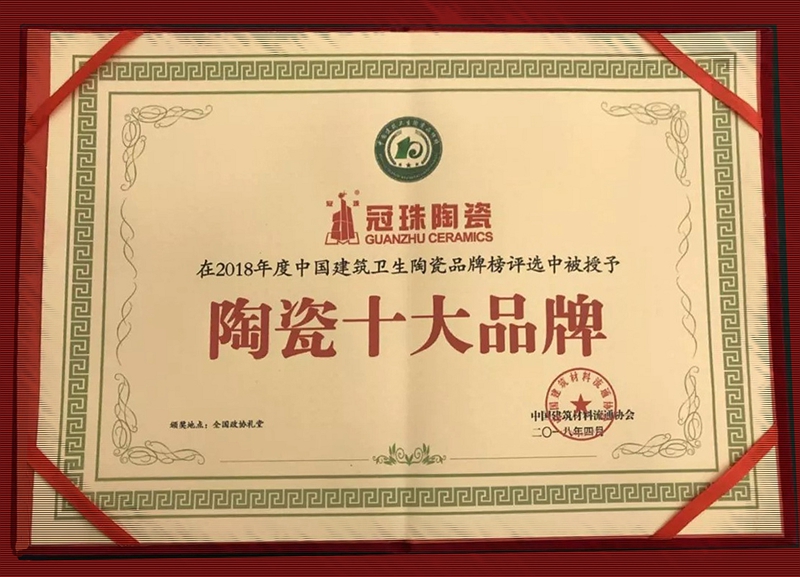 冠珠
®
冠珠陶瓷
GUANZHU CERAMICS
在2018年度中国建筑卫生陶瓷品牌榜评选中被授予
陶瓷十大品牌
颁奖地点：全国政协礼堂
中国建筑材料流通协会
二〇一八年四月